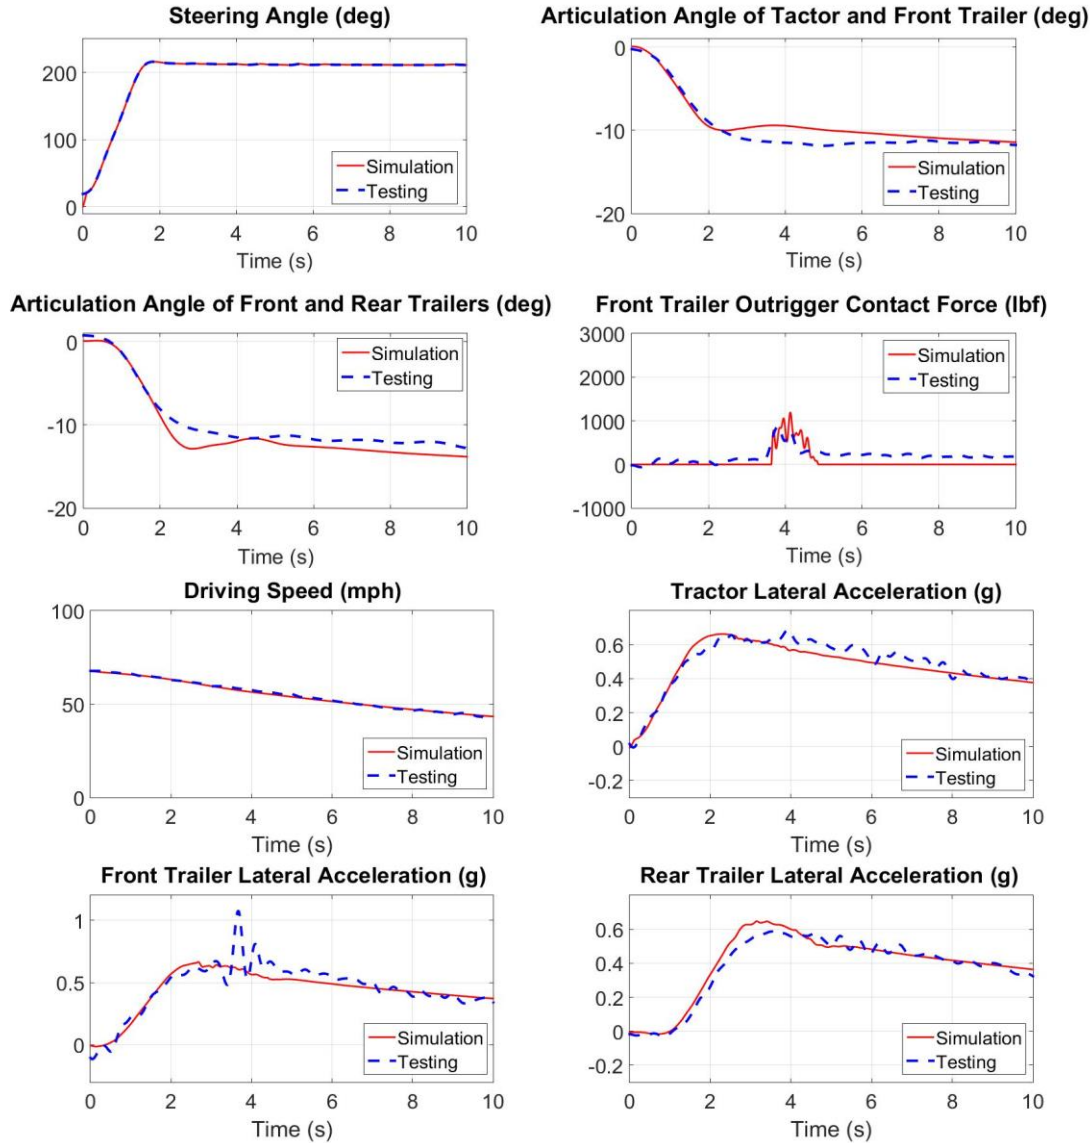 Steering Angle (deg)
200
100
0
0 2 4 6 8 10
Time (s)
Simulation
Testing
Articulation Angle of Tactor and Front Trailer (deg)
0
-10
-20
0 2 4 6 8 10
Time (s)
Simulation
Testing
Articulation Angle of Front and Rear Trailers (deg)
0
-10
-20
0 2 4 6 8 10
Time (s)
Simulation
Testing
Front Trailer Outrigger Contact Force (lbf)
3000
2000
1000
0
-1000
0 2 4 6 8 10
Time (s)
Simulation
Testing
Driving Speed (mph)
100
50
0
0 2 4 6 8 10
Time (s)
Simulation
Testing
Tractor Lateral Acceleration (g)
0.6
0.4
0.2
0
-0.2
0 2 4 6 8 10
Time (s)
Simulation
Testing
Front Trailer Lateral Acceleration (g)
1
0.5
0
0 2 4 6 8 10
Time (s)
Simulation
Testing
Rear Trailer Lateral Acceleration (g)
0.6
0.4
0.2
0
-0.2
0 2 4 6 8 10
Time (s)
Simulation
Testing